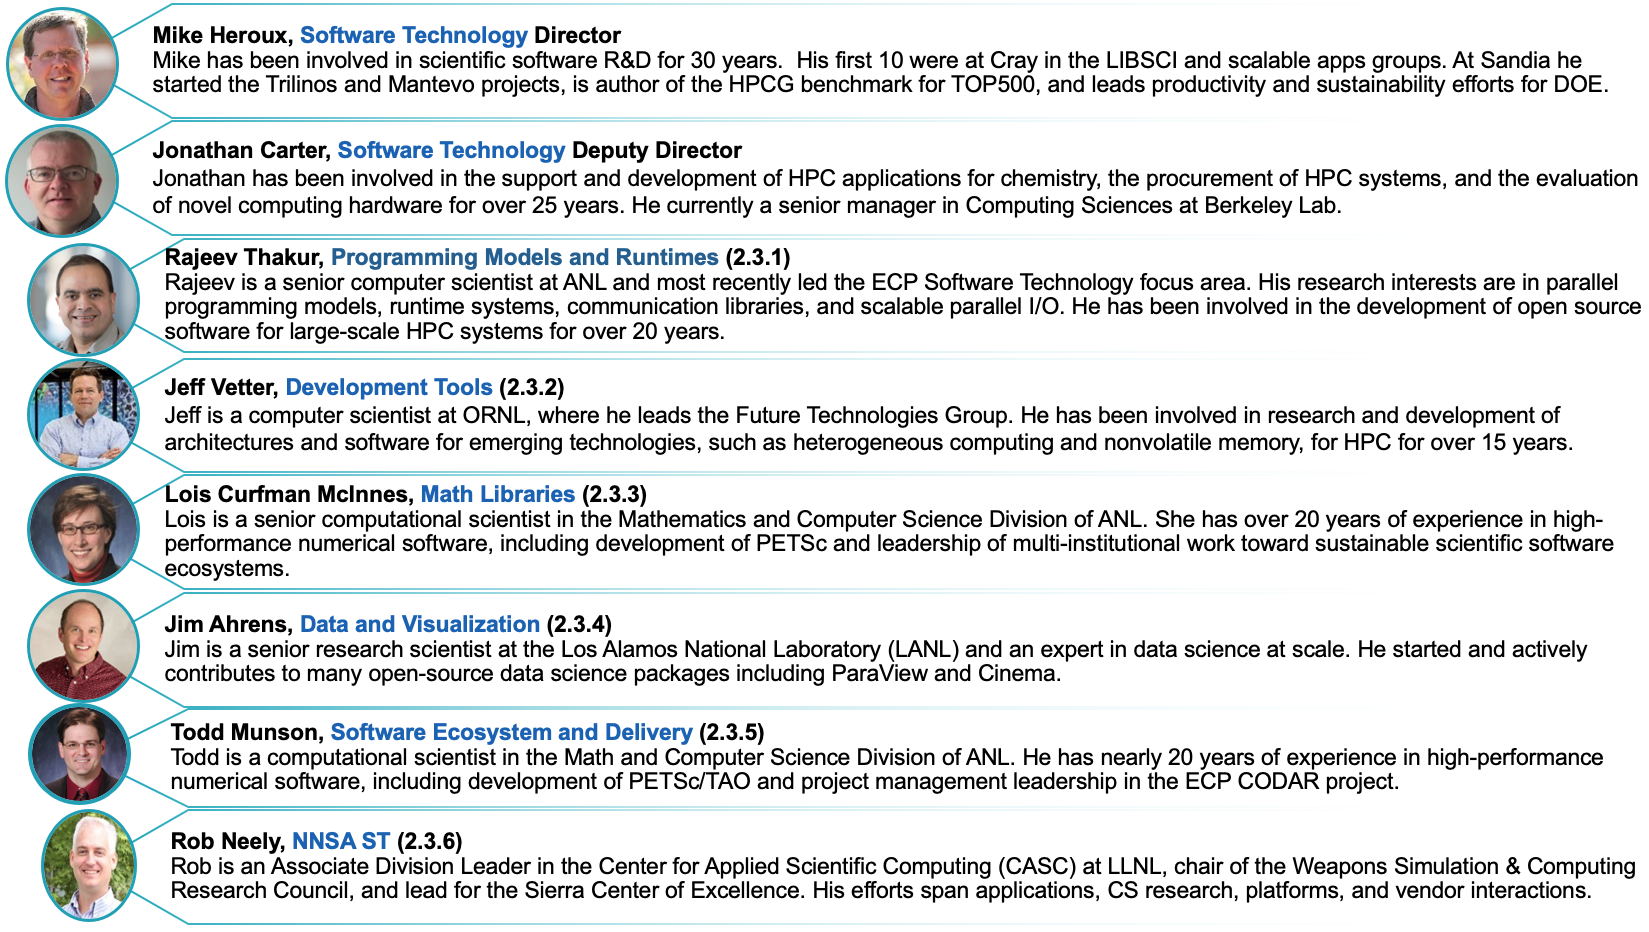 Mike Heroux, Software Technology Director
Mike has been involved in scientific software R&D for 30 years.  His first 10 were at Cray in the LIBSCI and scalable apps groups. At Sandia he
started the Trilinos and Mantevo projects, is author of the HPCG benchmark for TOP500, and leads productivity and sustainability efforts for DOE.
Jonathan Carter, Software Technology Deputy Director
Jonathan has been involved in the support and development of HPC applications for chemistry, the procurement of HPC systems, and the evaluation
of novel computing hardware for over 25 years. He currently a senior manager in Computing Sciences at Berkeley Lab.
Rajeev Thakur, Programming Models and Runtimes (2.3.1)
Rajeev is a senior computer scientist at ANL and most recently led the ECP Software Technology focus area. His research interests are in parallel
programming models, runtime systems, communication libraries, and scalable parallel I/O. He has been involved in the development of open source
software for large-scale HPC systems for over 20 years.
Jeff Vetter, Development Tools (2.3.2)
Jeff is a computer scientist at ORNL, where he leads the Future Technologies Group. He has been involved in research and development of
architectures and software for emerging technologies, such as heterogeneous computing and nonvolatile memory, for HPC for over 15 years.
Lois Curfman McInnes, Math Libraries (2.3.3)
Lois is a senior computational scientist in the Mathematics and Computer Science Division of ANL. She has over 20 years of experience in high-
performance numerical software, including development of PETSc and leadership of multi-institutional work toward sustainable scientific software
ecosystems.
Jim Ahrens, Data and Visualization (2.3.4)
Jim is a senior research scientist at the Los Alamos National Laboratory (LANL) and an expert in data science at scale. He started and actively
contributes to many open-source data science packages including ParaView and Cinema.
Todd Munson, Software Ecosystem and Delivery (2.3.5)
Todd is a computational scientist in the Math and Computer Science Division of ANL. He has nearly 20 years of experience in high-performance
numerical software, including development of PETSc/TAO and project management leadership in the ECP CODAR project.
Rob Neely, NNSA ST (2.3.6)
Rob is an Associate Division Leader in the Center for Applied Scientific Computing (CASC) at LLNL, chair of the Weapons Simulation & Computing
Research Council, and lead for the Sierra Center of Excellence. His efforts span applications, CS research, platforms, and vendor interactions.